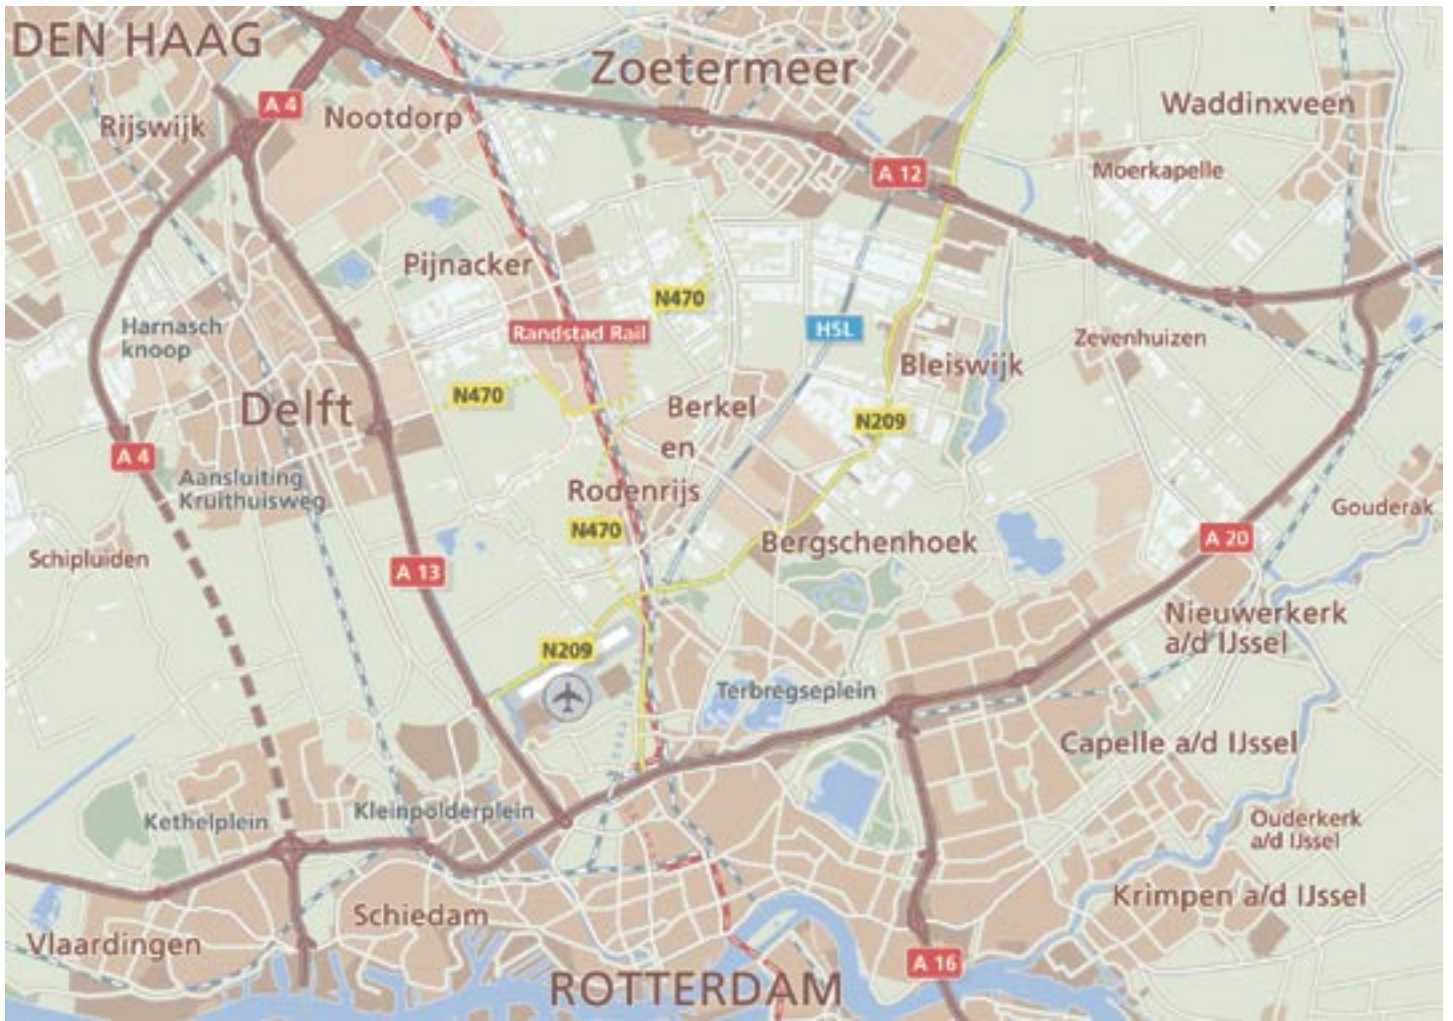 DEN HAAG
Zoetermeer
A 4
Waddinxveen
Rijswijk
Nootdorp
A 12
Moerkapelle
Pijnacker
N470
Harnasch
knoop
Randstad Rail
HSL
Zevenhuizen
Bleiswijk
N470
Delft
Berkel
en
Rodenrijs
N209
A 4
Aansluiting
Kruithuisweg
Gouderak
N470
Bergschenhoek
A 20
Schipluiden
A 13
Nieuwerkerk
a/d IJssel
N209
Terbregseplein
Capelle a/d IJssel
Kethelplein
Kleinpolderplein
Ouderkerk
a/d IJssel
Krimpen a/d IJssel
Schiedam
Vlaardingen
A 16
ROTTERDAM